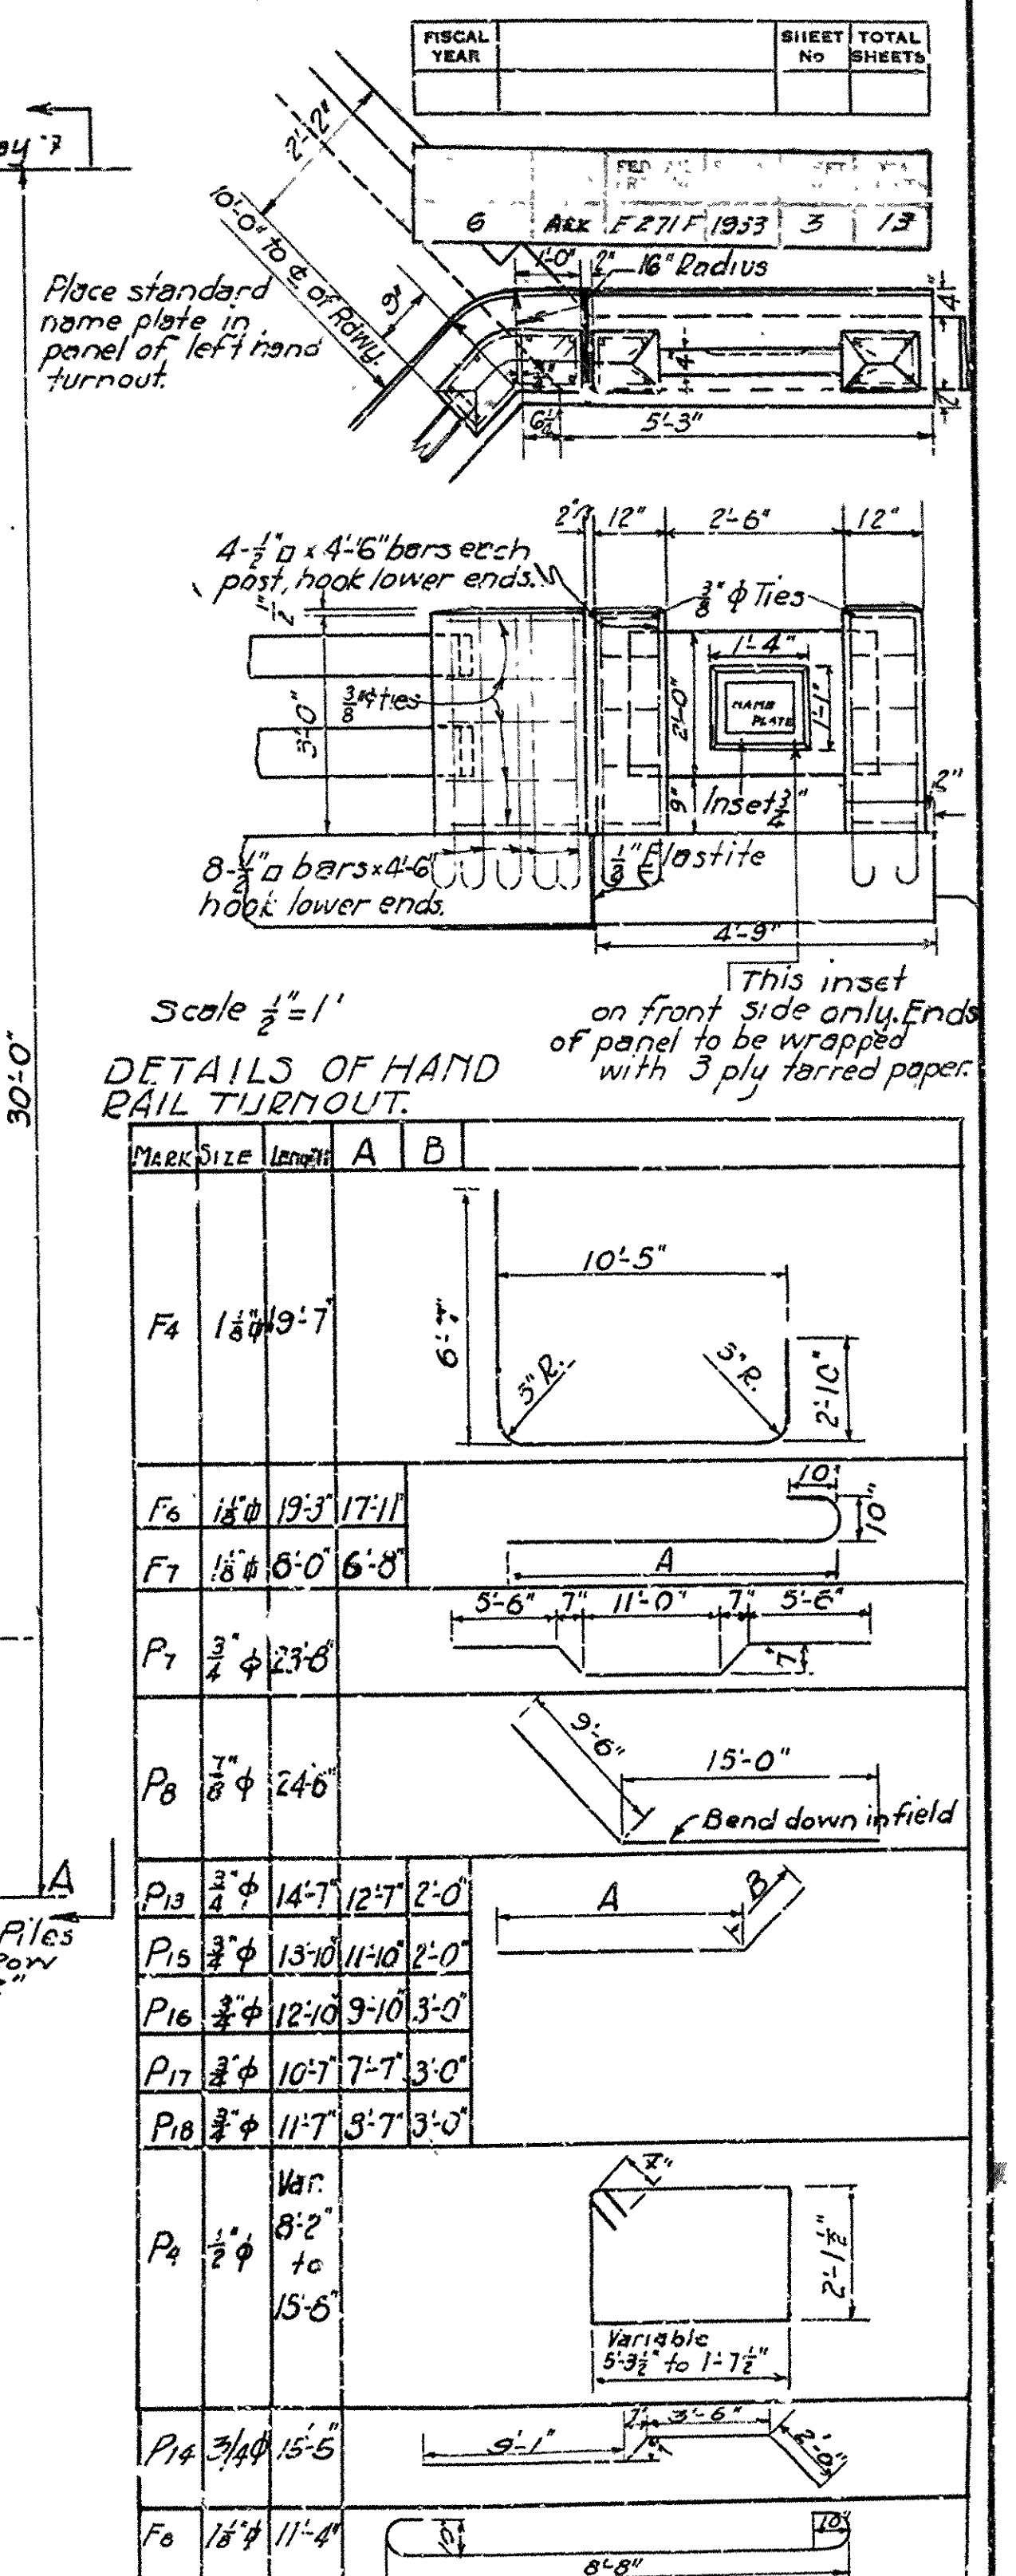 FISCAL YEAR
SHEET No
TOTAL SHEETS
FED
6 ARK F 271 F 1933 3 13
2'-2"
10'-0" to ¢ of Rdwy.
9"
1'-0" 2" 16" Radius
4"
4"
2"
6¼ 5'-3"
Place standard
name plate in
panel of left hand
turnout.
2" 12" 2'-6" 12"
4-½"□ x 4'-6" bars each
post, hook lower ends.
⅜" ϕ Ties
½"
1'-4"
3'-0"
⅜"ϕ ties
2'-0"
NAME
PLATE
1'-1"
9"
Inset ¾"
2"
8-½"□ bars x 4'-6"
hook lower ends.
Elastite
4'-9"
Scale ½"=1'
This inset
on front side only. Ends
of panel to be wrapped
with 3 ply tarred paper.
DETAILS OF HAND
RAIL TURNOUT.
30'-0"
A
Piles
MARK SIZE Length A B
F4 1⅛"ϕ 19'-7"
10'-5"
3" R. 3" R.
2'-10"
F6 1⅛"ϕ 19'-3" 17'-11"
10" 10"
F7 1⅛"ϕ 8'-0" 6'-8"
A
P7 ¾"ϕ 23'-8"
5'-6" 7" 11'-0" 7" 5'-6"
7"
P8 ⅞"ϕ 24'-6"
9'-6" 15'-0"
Bend down in field
P13 ¾"ϕ 14'-7" 12'-7" 2'-0"
A B
P15 ¾"ϕ 13'-10" 11'-10" 2'-0"
P16 ¾"ϕ 12'-10" 9'-10" 3'-0"
P17 ¾"ϕ 10'-7" 7'-7" 3'-0"
P18 ¾"ϕ 11'-7" 8'-7" 3'-0"
P4 ½"ϕ
Var.
8'-2"
to
15'-6"
2'-1½"
Variable
5'-3½" to 1'-7½"
P14 3/4ϕ 15'-5"
9'-1" 7" 3'-6" 2'-0"
7"
F8 1⅛"ϕ 11'-4"
10" 10"
8'-8"